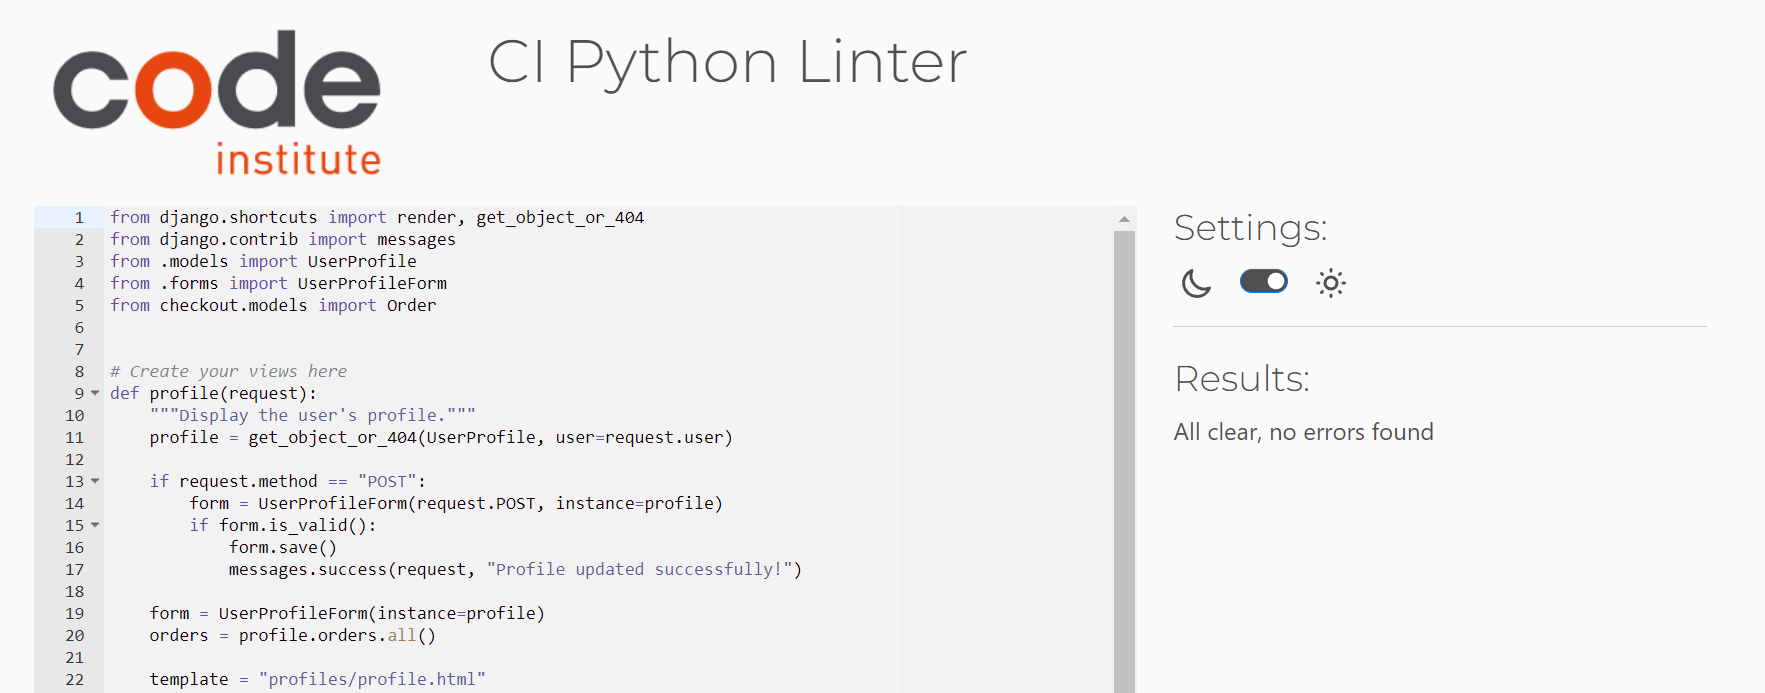 code
institute
CI Python Linter
1 from django.shortcuts import render, get_object_or_404
2 from django.contrib import messages
3 from .models import UserProfile
4 from .forms import UserProfileForm
5 from checkout.models import Order
6
7
8 # Create your views here
9 def profile(request):
10 """Display the user's profile."""
11 profile = get_object_or_404(UserProfile, user=request.user)
12
13 if request.method == "POST":
14 form = UserProfileForm(request.POST, instance=profile)
15 if form.is_valid():
16 form.save()
17 messages.success(request, "Profile updated successfully!")
18
19 form = UserProfileForm(instance=profile)
20 orders = profile.orders.all()
21
22 template = "profiles/profile.html"
Settings:
Results:
All clear, no errors found